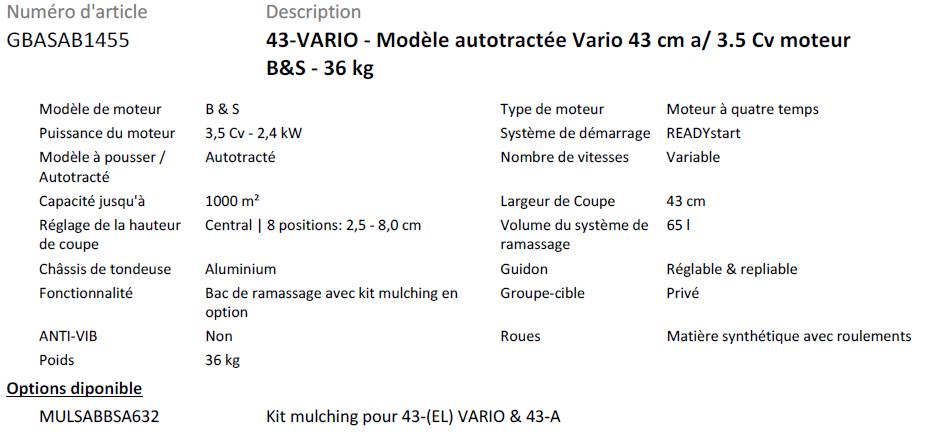 Numéro d'article Description
GBASAB1455 43-VARIO - Modèle autotractée Vario 43 cm a/ 3.5 Cv moteur
B&S - 36 kg
Modèle de moteur B & S Type de moteur Moteur à quatre temps
Puissance du moteur 3,5 Cv - 2,4 kW Système de démarrage READYstart
Modèle à pousser / Autotracté Nombre de vitesses Variable
Autotracté
Capacité jusqu'à 1000 m² Largeur de Coupe 43 cm
Réglage de la hauteur Central | 8 positions: 2,5 - 8,0 cm Volume du système de 65 l
de coupe ramassage
Châssis de tondeuse Aluminium Guidon Réglable & repliable
Fonctionnalité Bac de ramassage avec kit mulching en Groupe-cible Privé
option
ANTI-VIB Non Roues Matière synthétique avec roulements
Poids 36 kg
Options diponible
MULSABBSA632 Kit mulching pour 43-(EL) VARIO & 43-A